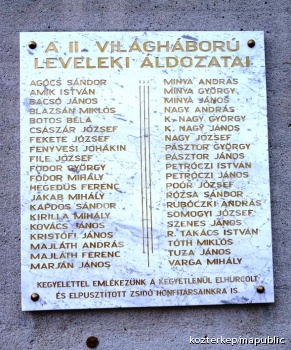 A II. VILÁGHÁBORÚ
LEVELEKI ÁLDOZATAI
AGÓCS SÁNDOR
AMIK ISTVÁN
BACSÓ JÁNOS
BLAZSÁN MIKLÓS
BOTOS BÉLA
CSÁSZÁR JÓZSEF
FEKETE JÓZSEF
FENYVESI JOHÁKIN
FILE JÓZSEF
FODOR GYÖRGY
FODOR MIHÁLY
HEGEDŰS FERENC
JAKAB MIHÁLY
KAPDOS SÁNDOR
KIRILLA MIHÁLY
KOVÁCS JÁNOS
KRISTÓFI JÁNOS
MAJLÁTH ANDRÁS
MAJLÁTH FERENC
MARJÁN JÁNOS
MINYA ANDRÁS
MINYA GYÖRGY
MINYA JÁNOS
NAGY ANDRÁS
K. NAGY GYÖRGY
K. NAGY JÁNOS
NAGY JÓZSEF
PÁSZTOR GYÖRGY
PÁSZTOR JÁNOS
PETRÓCZI ISTVÁN
PETRÓCZI JÁNOS
POÓR JÓZSEF
RÓZSA SÁNDOR
RUBÓCZKI ANDRÁS
SOMOGYI JÓZSEF
SZENES JÁNOS
R. TAKÁCS ISTVÁN
TÓTH MIKLÓS
TUZA JÁNOS
VARGA MIHÁLY
KEGYELETTEL EMLÉKEZÜNK A KEGYETLENÜL ELHURCOLT
ÉS ELPUSZTÍTOTT ZSIDÓ HONFITÁRSAINKRA IS
kozterkep/mapublic